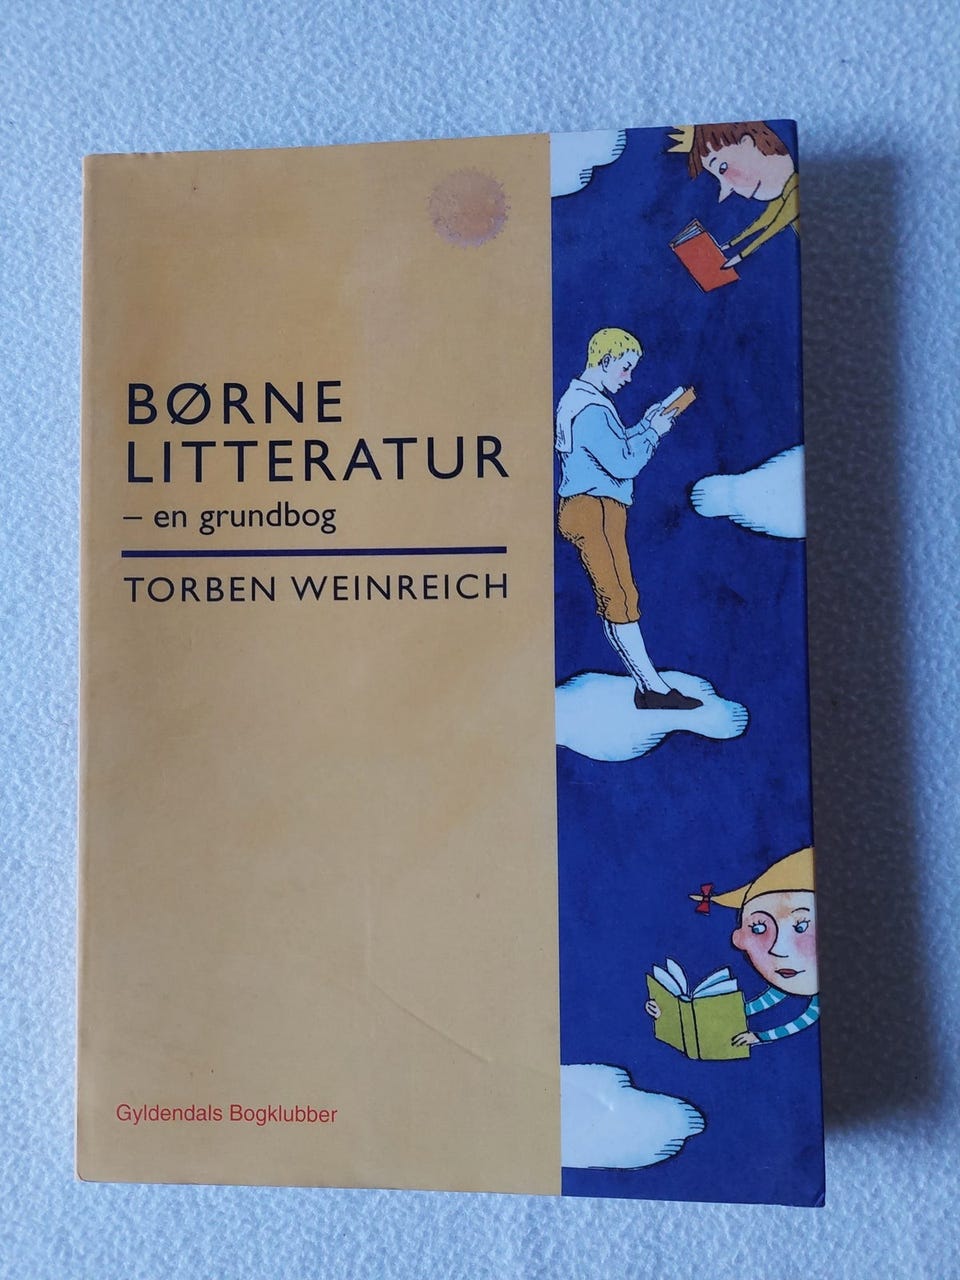 BØRNE
LITTERATUR
– en grundbog
TORBEN WEINREICH
Gyldendals Bogklubber